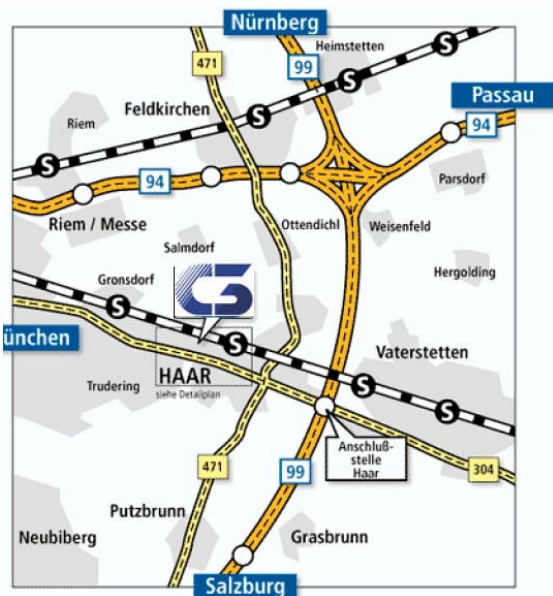 Nürnberg
Heimstetten
471
99
S
S
Feldkirchen
S
Passau
94
Riem
S
94
Parsdorf
Riem / Messe
Ottendichl
Weisenfeld
Salmdorf
Gronsdorf
Hergolding
S
ünchen
S
Vaterstetten
HAAR
siehe Detailplan
S
Trudering
S
Anschluß-
stelle
Haar
471
99
304
Putzbrunn
Neubiberg
Grasbrunn
Salzburg